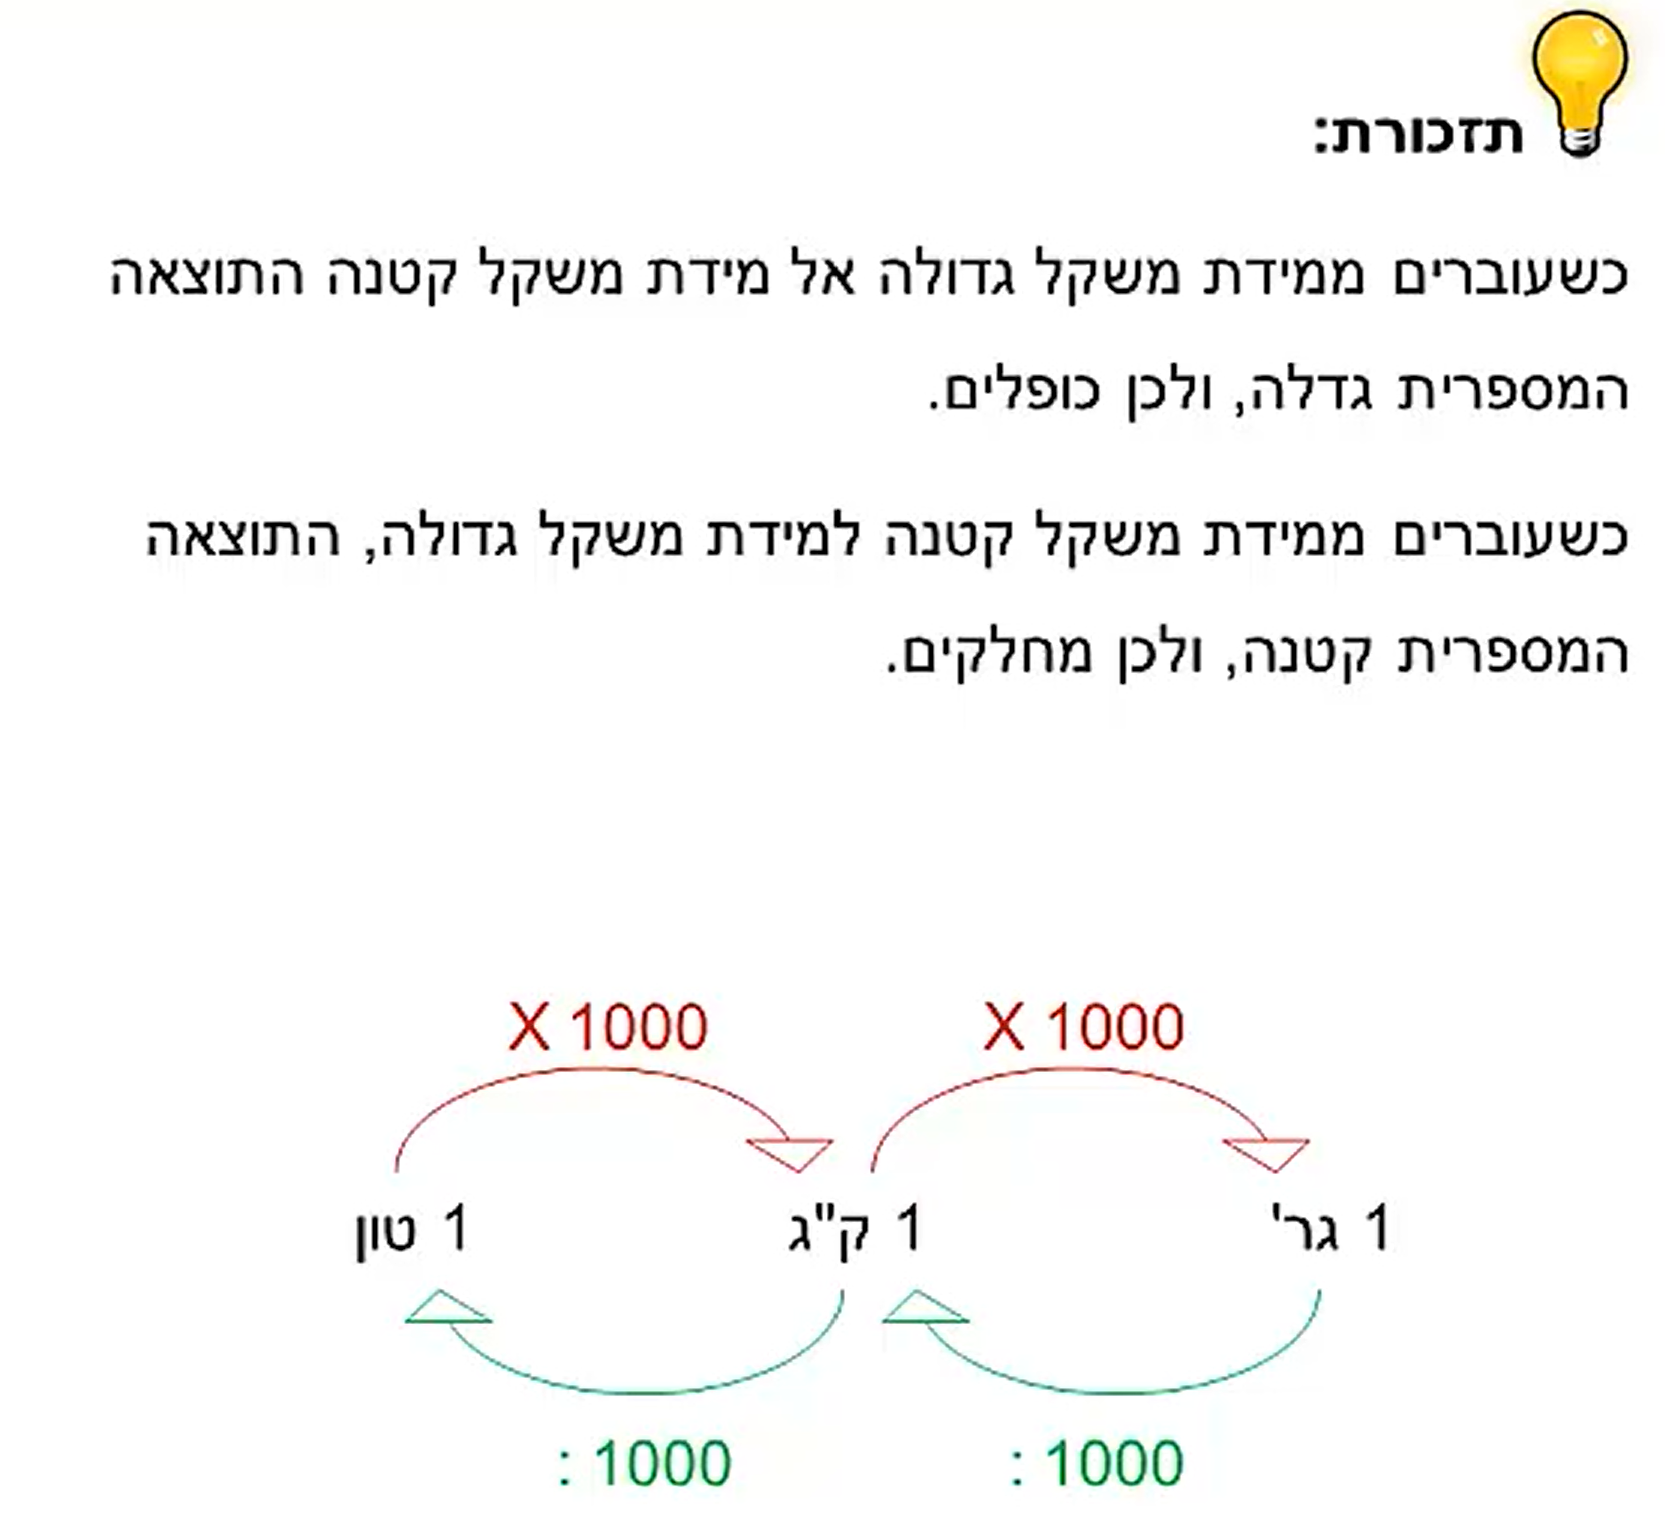 תזכורת:
כשעוברים ממידת משקל גדולה אל מידת משקל קטנה התוצאה
המספרית גדלה, ולכן כופלים.
כשעוברים ממידת משקל קטנה למידת משקל גדולה, התוצאה
המספרית קטנה, ולכן מחלקים.
X 1000 X 1000
1 טון 1 ק"ג 1 גר'
: 1000 : 1000